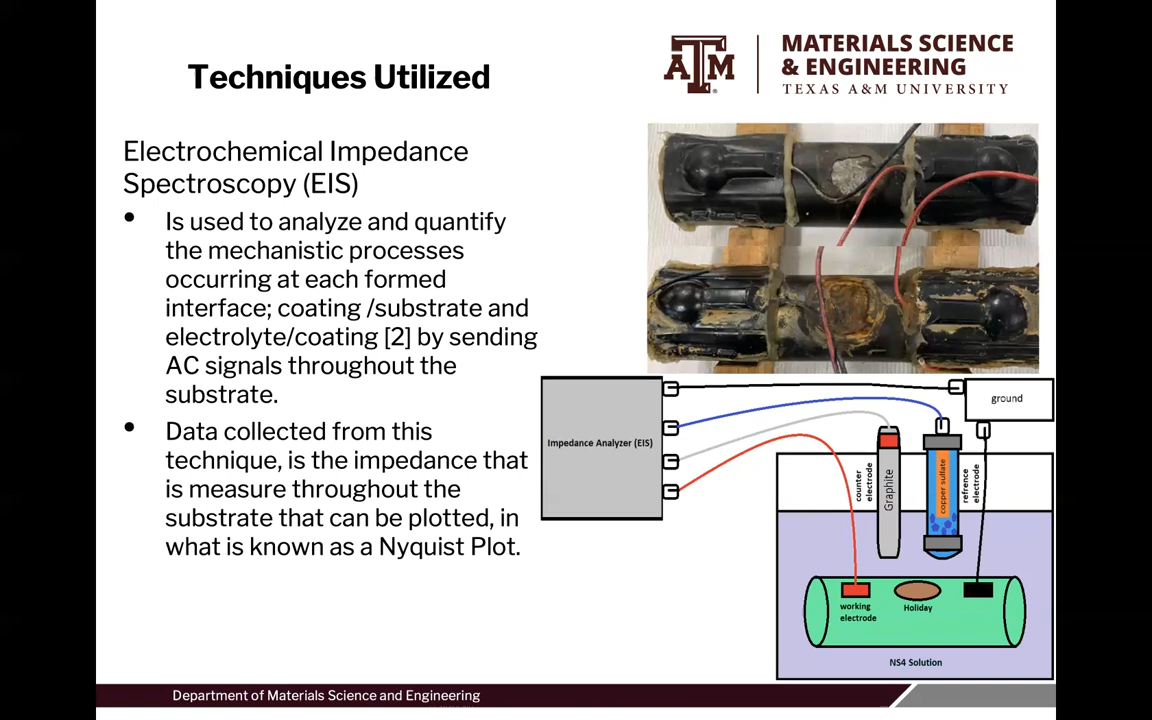 Techniques Utilized
ATM
MATERIALS SCIENCE
& ENGINEERING
TEXAS A&M UNIVERSITY
Electrochemical Impedance
Spectroscopy (EIS)
• Is used to analyze and quantify
the mechanistic processes
occurring at each formed
interface; coating /substrate and
electrolyte/coating [2] by sending
AC signals throughout the
substrate.
• Data collected from this
technique, is the impedance that
is measure throughout the
substrate that can be plotted, in
what is known as a Nyquist Plot.
Impedance Analyzer (EIS)
ground
counter
electrode
Graphite
copper sulfate
refrence
electrode
working
electrode
Holiday
NS4 Solution
Department of Materials Science and Engineering